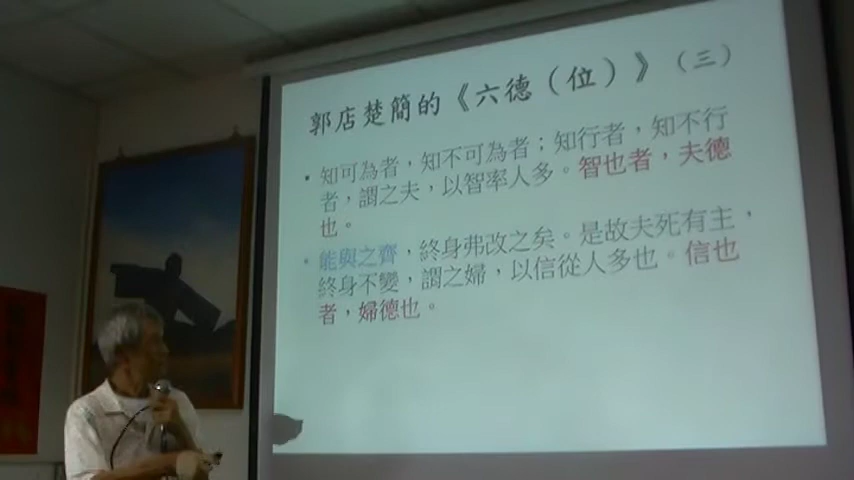 郭店楚簡的《六德（位）》（三）
• 知可為者，知不可為者；知行者，知不行
者，謂之夫，以智率人多。智也者，夫德
也。
• 能與之齊，終身弗改之矣。是故夫死有主，
終身不變，謂之婦，以信從人多也。信也
者，婦德也。